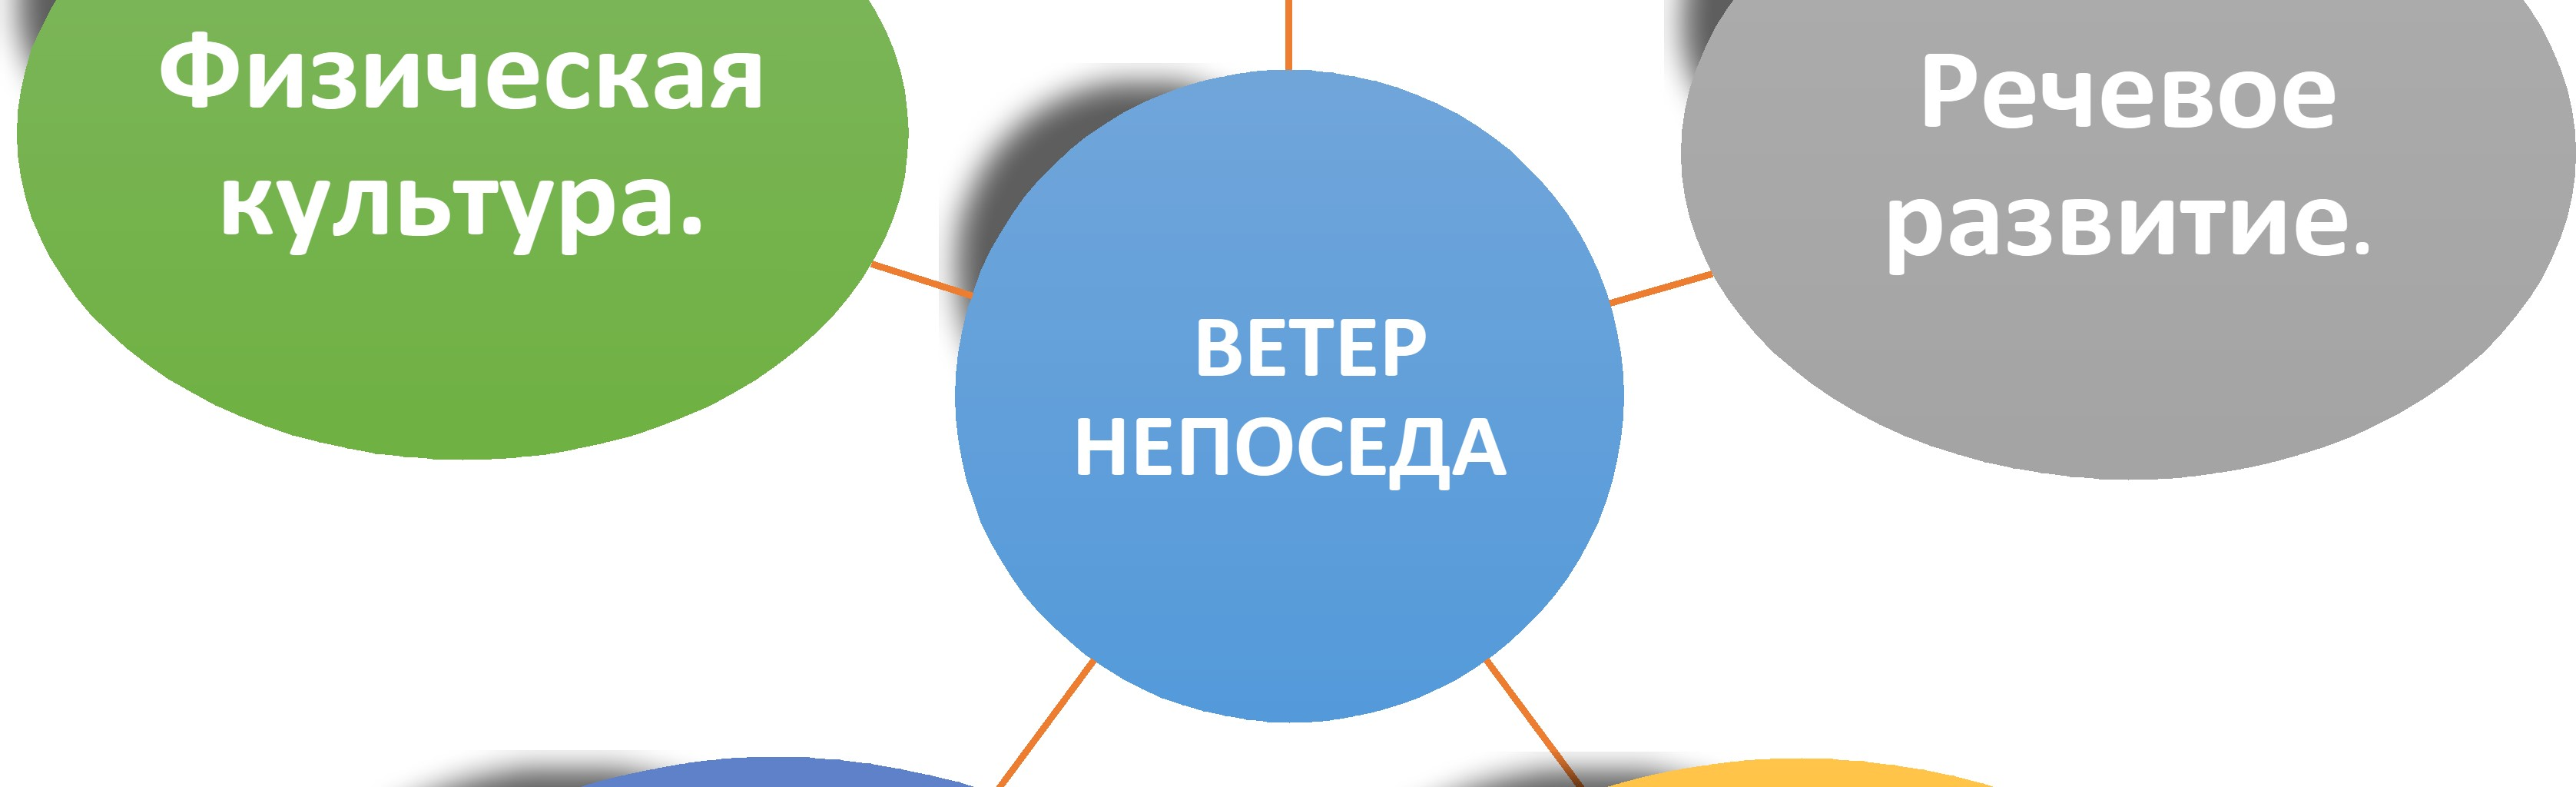 Физическая
культура.
Речевое
развитие.
ВЕТЕР
НЕПОСЕДА